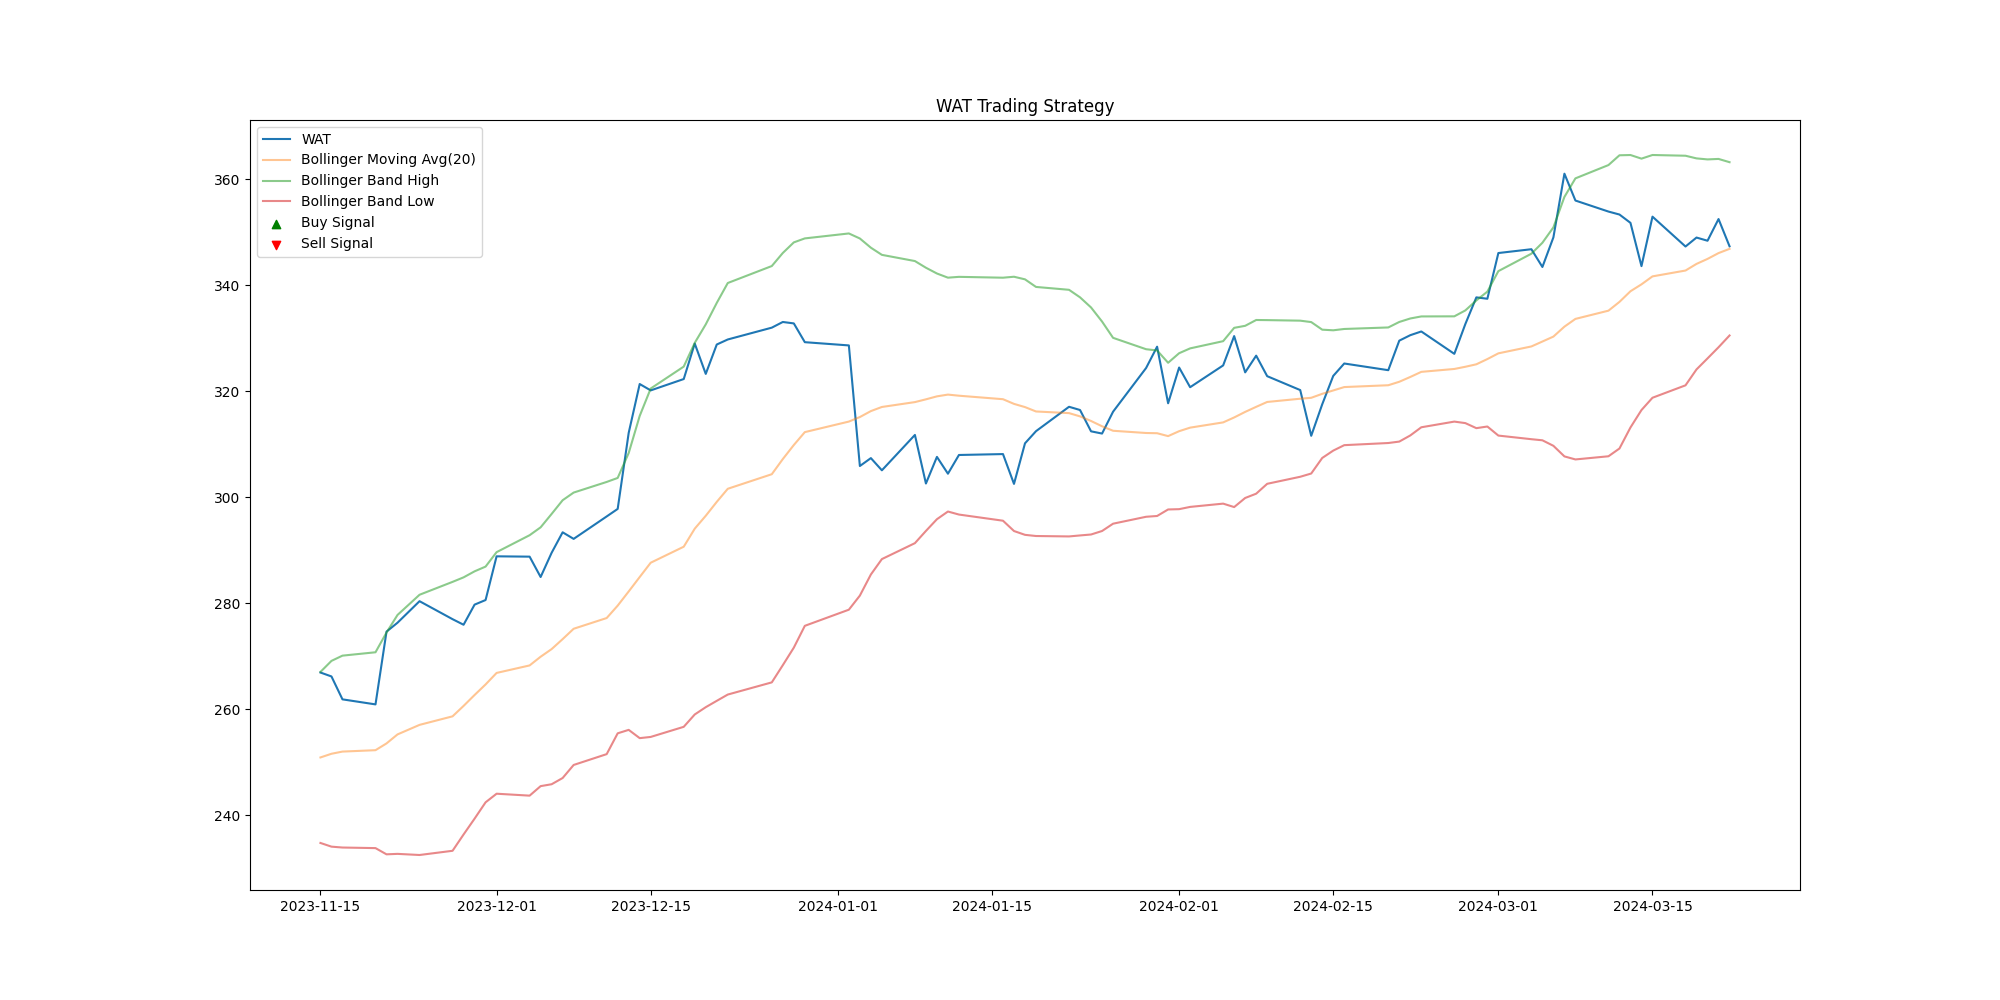 WAT Trading Strategy
WAT
Bollinger Moving Avg(20)
Bollinger Band High
Bollinger Band Low
Buy Signal
Sell Signal
360
340
320
300
280
260
240
2023-11-15
2023-12-01
2023-12-15
2024-01-01
2024-01-15
2024-02-01
2024-02-15
2024-03-01
2024-03-15